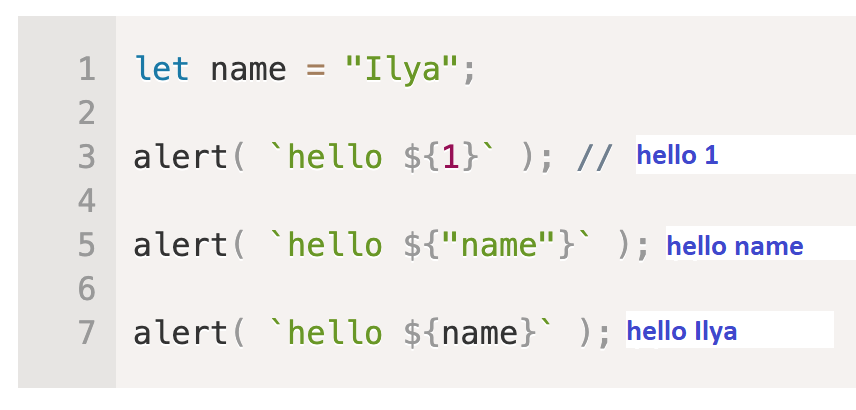 1 let name = "Ilya";
2
3 alert( `hello ${1}` ); // hello 1
4
5 alert( `hello ${"name"}` ); hello name
6
7 alert( `hello ${name}` ); hello Ilya